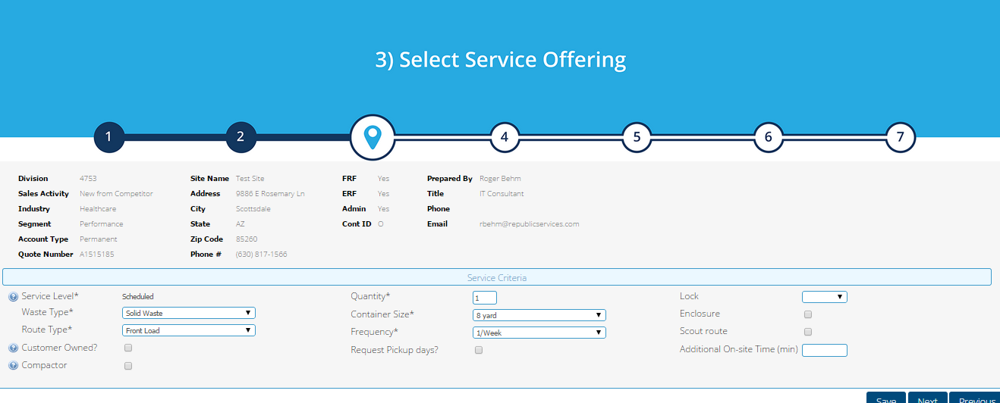 3) Select Service Offering
1 2 4 5 6 7
Division 4753 Site Name Test Site FRF Yes Prepared By Roger Behm
Sales Activity New from Competitor Address 9886 E Rosemary Ln ERF Yes Title IT Consultant
Industry Healthcare City Scottsdale Admin Yes Phone
Segment Performance State AZ Cont ID O Email rbehm@republicservices.com
Account Type Permanent Zip Code 85260
Quote Number A1515185 Phone # (630) 817-1566
Service Criteria
Service Level* Scheduled Quantity* 1 Lock
Waste Type* Solid Waste Container Size* 8 yard Enclosure
Route Type* Front Load Frequency* 1/Week Scout route
Customer Owned? Request Pickup days? Additional On-site Time (min)
Compactor
Save Next Previous